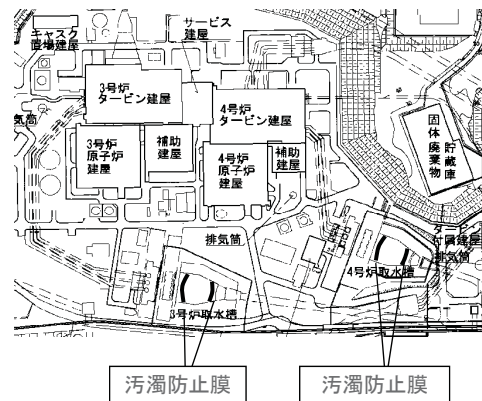 キャスク
置場建屋
サービス
建屋
3号炉
タービン建屋
4号炉
タービン建屋
気筒
3号炉
原子炉
建屋
補助
建屋
4号炉
原子炉
建屋
補助
建屋
固体廃棄物
貯蔵庫
排気筒
タービン
付属建屋
排気筒
4号炉取水槽
3号炉取水槽
汚濁防止膜
汚濁防止膜